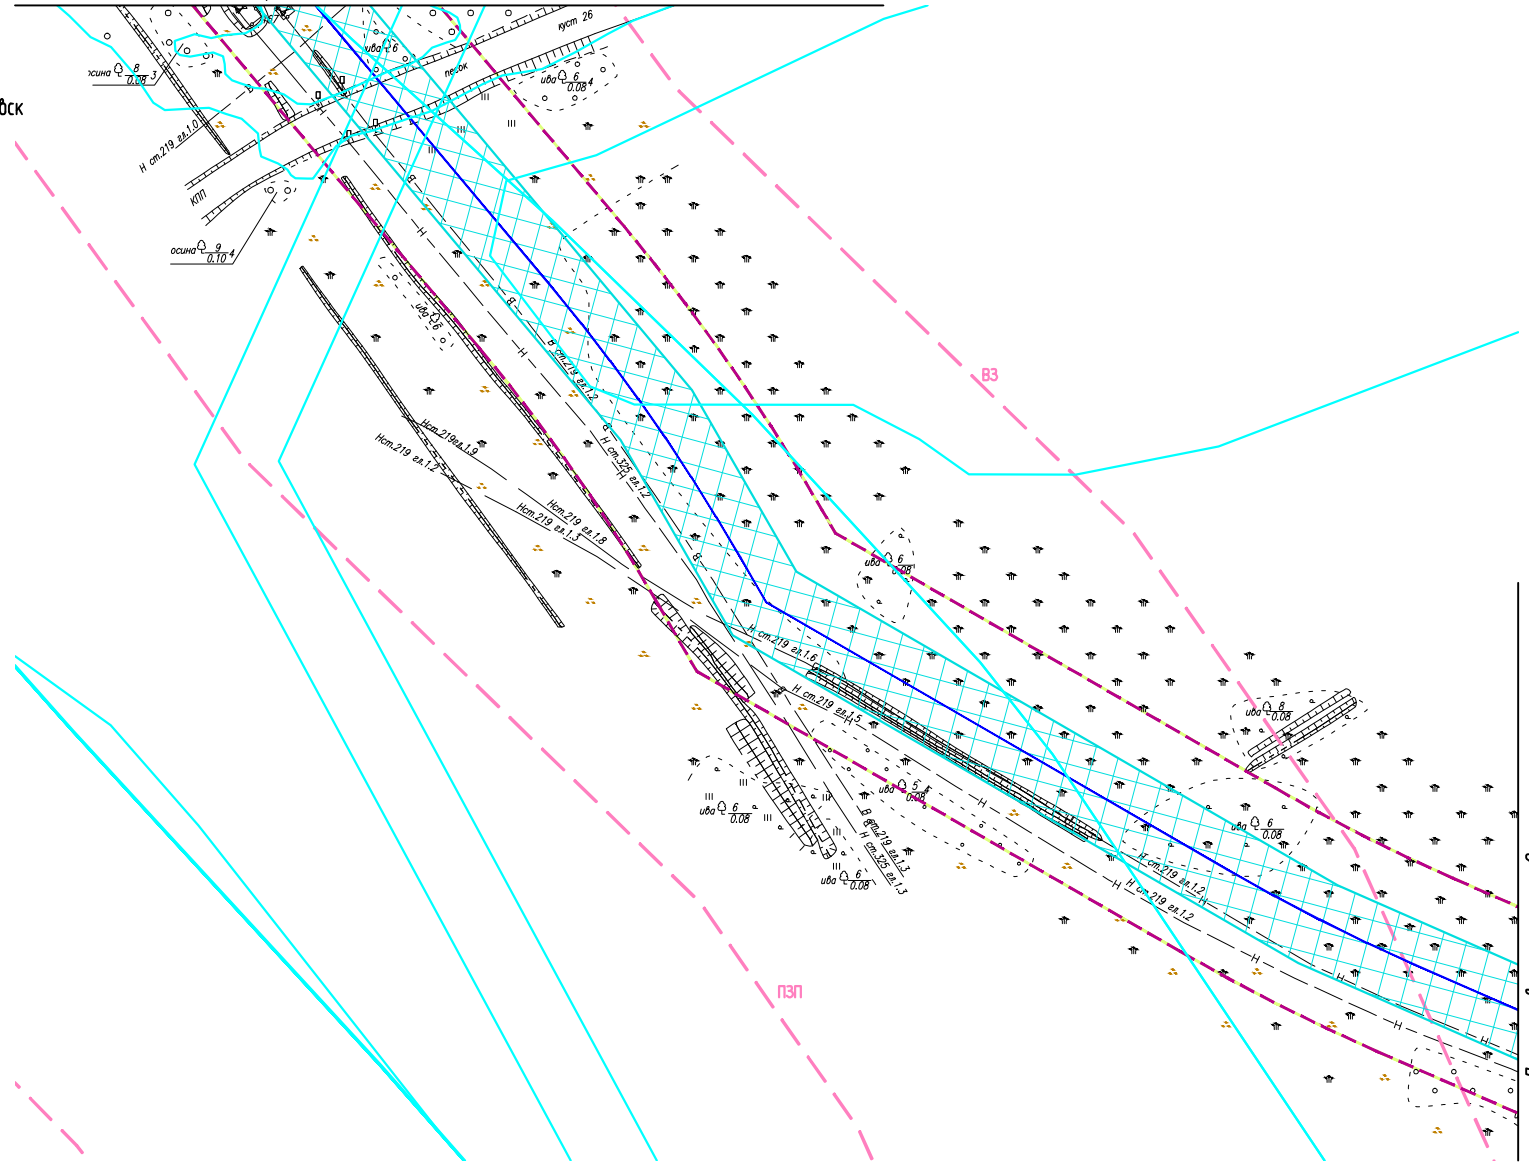 куст 26
песок
ива 6
осина 8 3
0.08
ива 6 4
0.08
вск
Н ст.219 гл.1.0
В
КПП
осина 9 4
0.10
В
Н
ива 6
В
Н
В ст.219 гл.1.2
ВЗ
В
Нст.219гл.1.9
Нст.219 гл.1.2
Н ст.325 гл.1.2
Н
Нст.219 гл.1.8
Нст.219 гл.1.3
В
ива 6
0.08
Н ст.219 гл.1.6
Н ст.219 гл.1.5
Н
ива 8
0.08
ива 5
0.08
ива 6
0.08
Н
ива 6
0.08
В ст.219 гл.1.3
Н ст.325 гл.1.3
ива 6
0.08
Н ст.219 гл.1.2
Н ст.219 гл.1.2
Н
Н
Н
Н
ПЗП
Н
Н